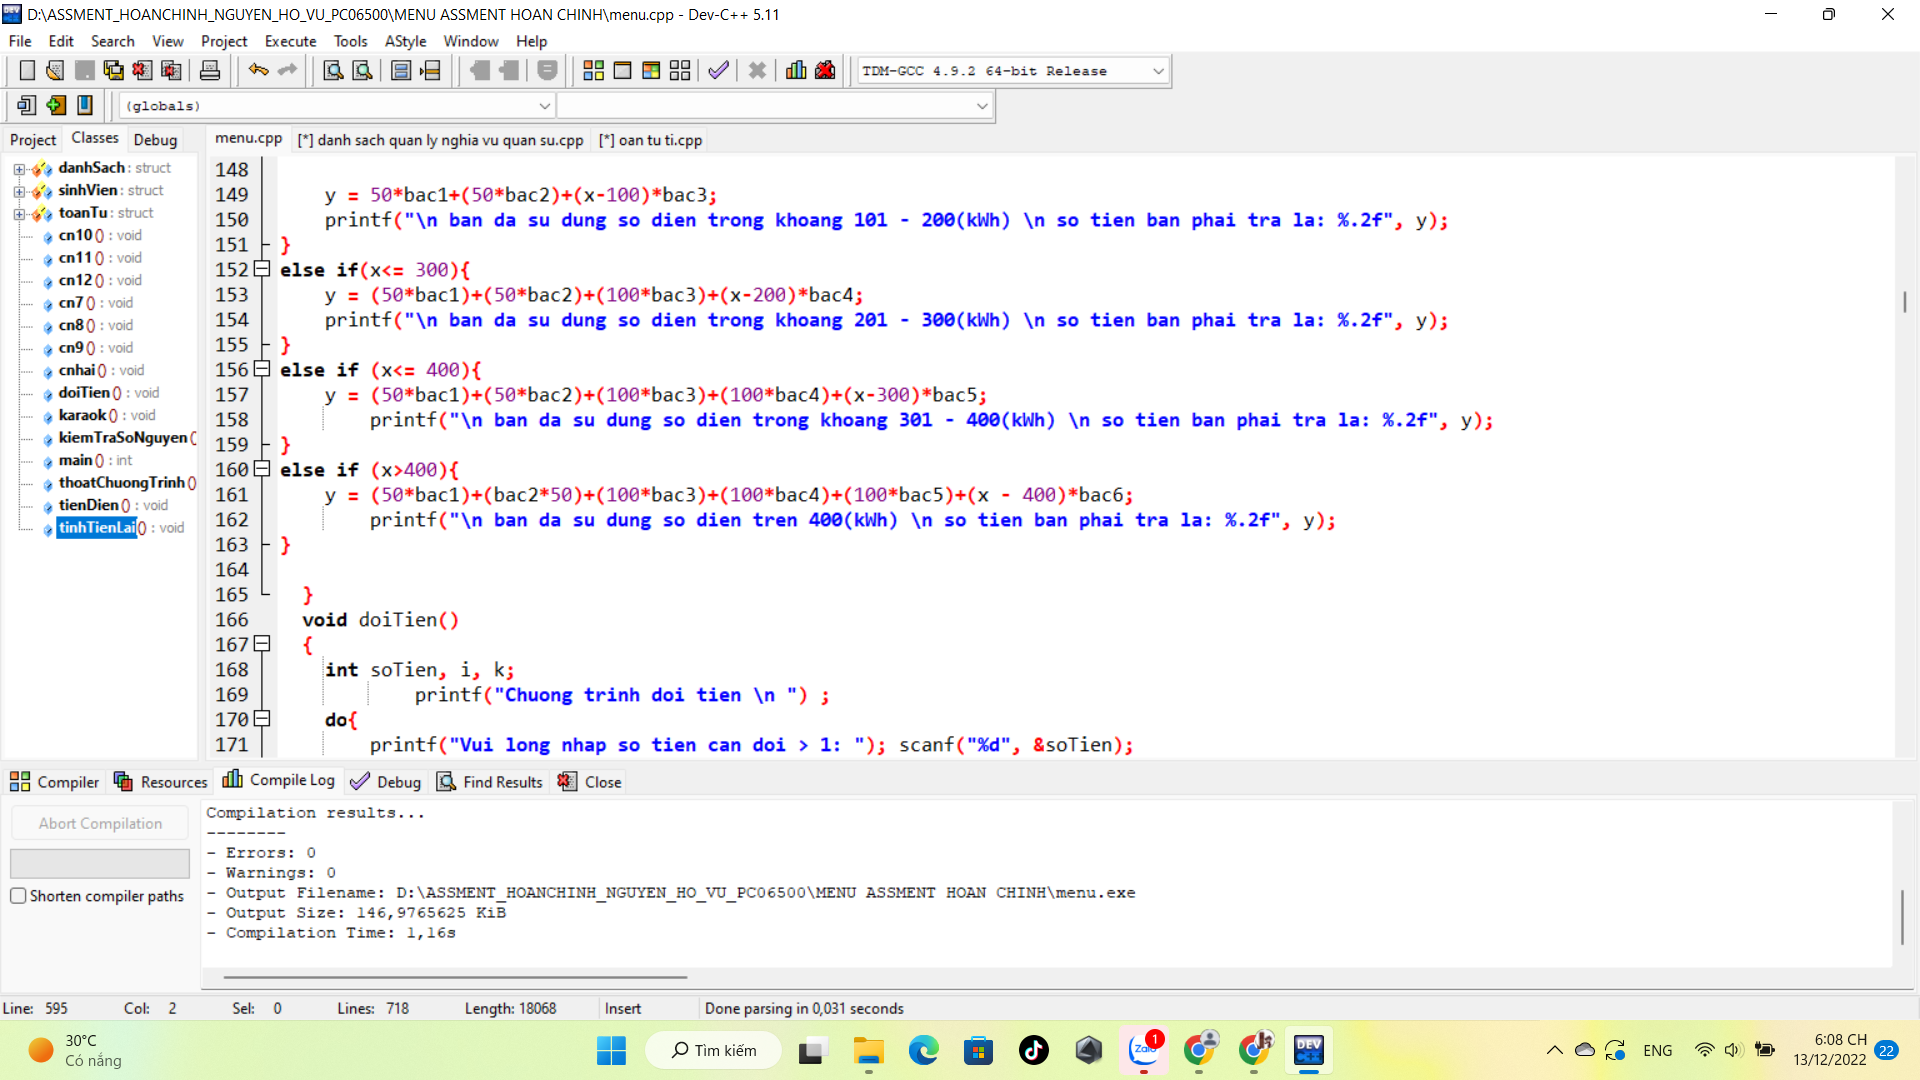 D:\ASSMENT_HOANCHINH_NGUYEN_HO_VU_PC06500\MENU ASSMENT HOAN CHINH\menu.cpp - Dev-C++ 5.11
File Edit Search View Project Execute Tools AStyle Window Help
TDM-GCC 4.9.2 64-bit Release
(globals)
Project Classes Debug
menu.cpp [*] danh sach quan ly nghia vu quan su.cpp [*] oan tu ti.cpp
danhSach : struct
sinhVien : struct
toanTu : struct
cn10 () : void
cn11 () : void
cn12 () : void
cn7 () : void
cn8 () : void
cn9 () : void
cnhai () : void
doiTien () : void
karaok () : void
kiemTraSoNguyen (
main () : int
thoatChuongTrinh ()
tienDien () : void
tinhTienLai () : void
148
149 y = 50*bac1+(50*bac2)+(x-100)*bac3;
150 printf("\n ban da su dung so dien trong khoang 101 - 200(kWh) \n so tien ban phai tra la: %.2f", y);
151 }
152 else if(x<= 300){
153 y = (50*bac1)+(50*bac2)+(100*bac3)+(x-200)*bac4;
154 printf("\n ban da su dung so dien trong khoang 201 - 300(kWh) \n so tien ban phai tra la: %.2f", y);
155 }
156 else if (x<= 400){
157 y = (50*bac1)+(50*bac2)+(100*bac3)+(100*bac4)+(x-300)*bac5;
158 printf("\n ban da su dung so dien trong khoang 301 - 400(kWh) \n so tien ban phai tra la: %.2f", y);
159 }
160 else if (x>400){
161 y = (50*bac1)+(bac2*50)+(100*bac3)+(100*bac4)+(100*bac5)+(x - 400)*bac6;
162 printf("\n ban da su dung so dien tren 400(kWh) \n so tien ban phai tra la: %.2f", y);
163 }
164
165 }
166 void doiTien()
167 {
168 int soTien, i, k;
169 printf("Chuong trinh doi tien \n ") ;
170 do{
171 printf("Vui long nhap so tien can doi > 1: "); scanf("%d", &soTien);
Compiler Resources Compile Log Debug Find Results Close
Abort Compilation
Shorten compiler paths
Compilation results...
--------
- Errors: 0
- Warnings: 0
- Output Filename: D:\ASSMENT_HOANCHINH_NGUYEN_HO_VU_PC06500\MENU ASSMENT HOAN CHINH\menu.exe
- Output Size: 146,9765625 KiB
- Compilation Time: 1,16s
Line: 595 Col: 2 Sel: 0 Lines: 718 Length: 18068 Insert Done parsing in 0,031 seconds
30°C
Có nắng
Tìm kiếm
Zalo
1
DEV
C++
ENG
6:08 CH
13/12/2022
22